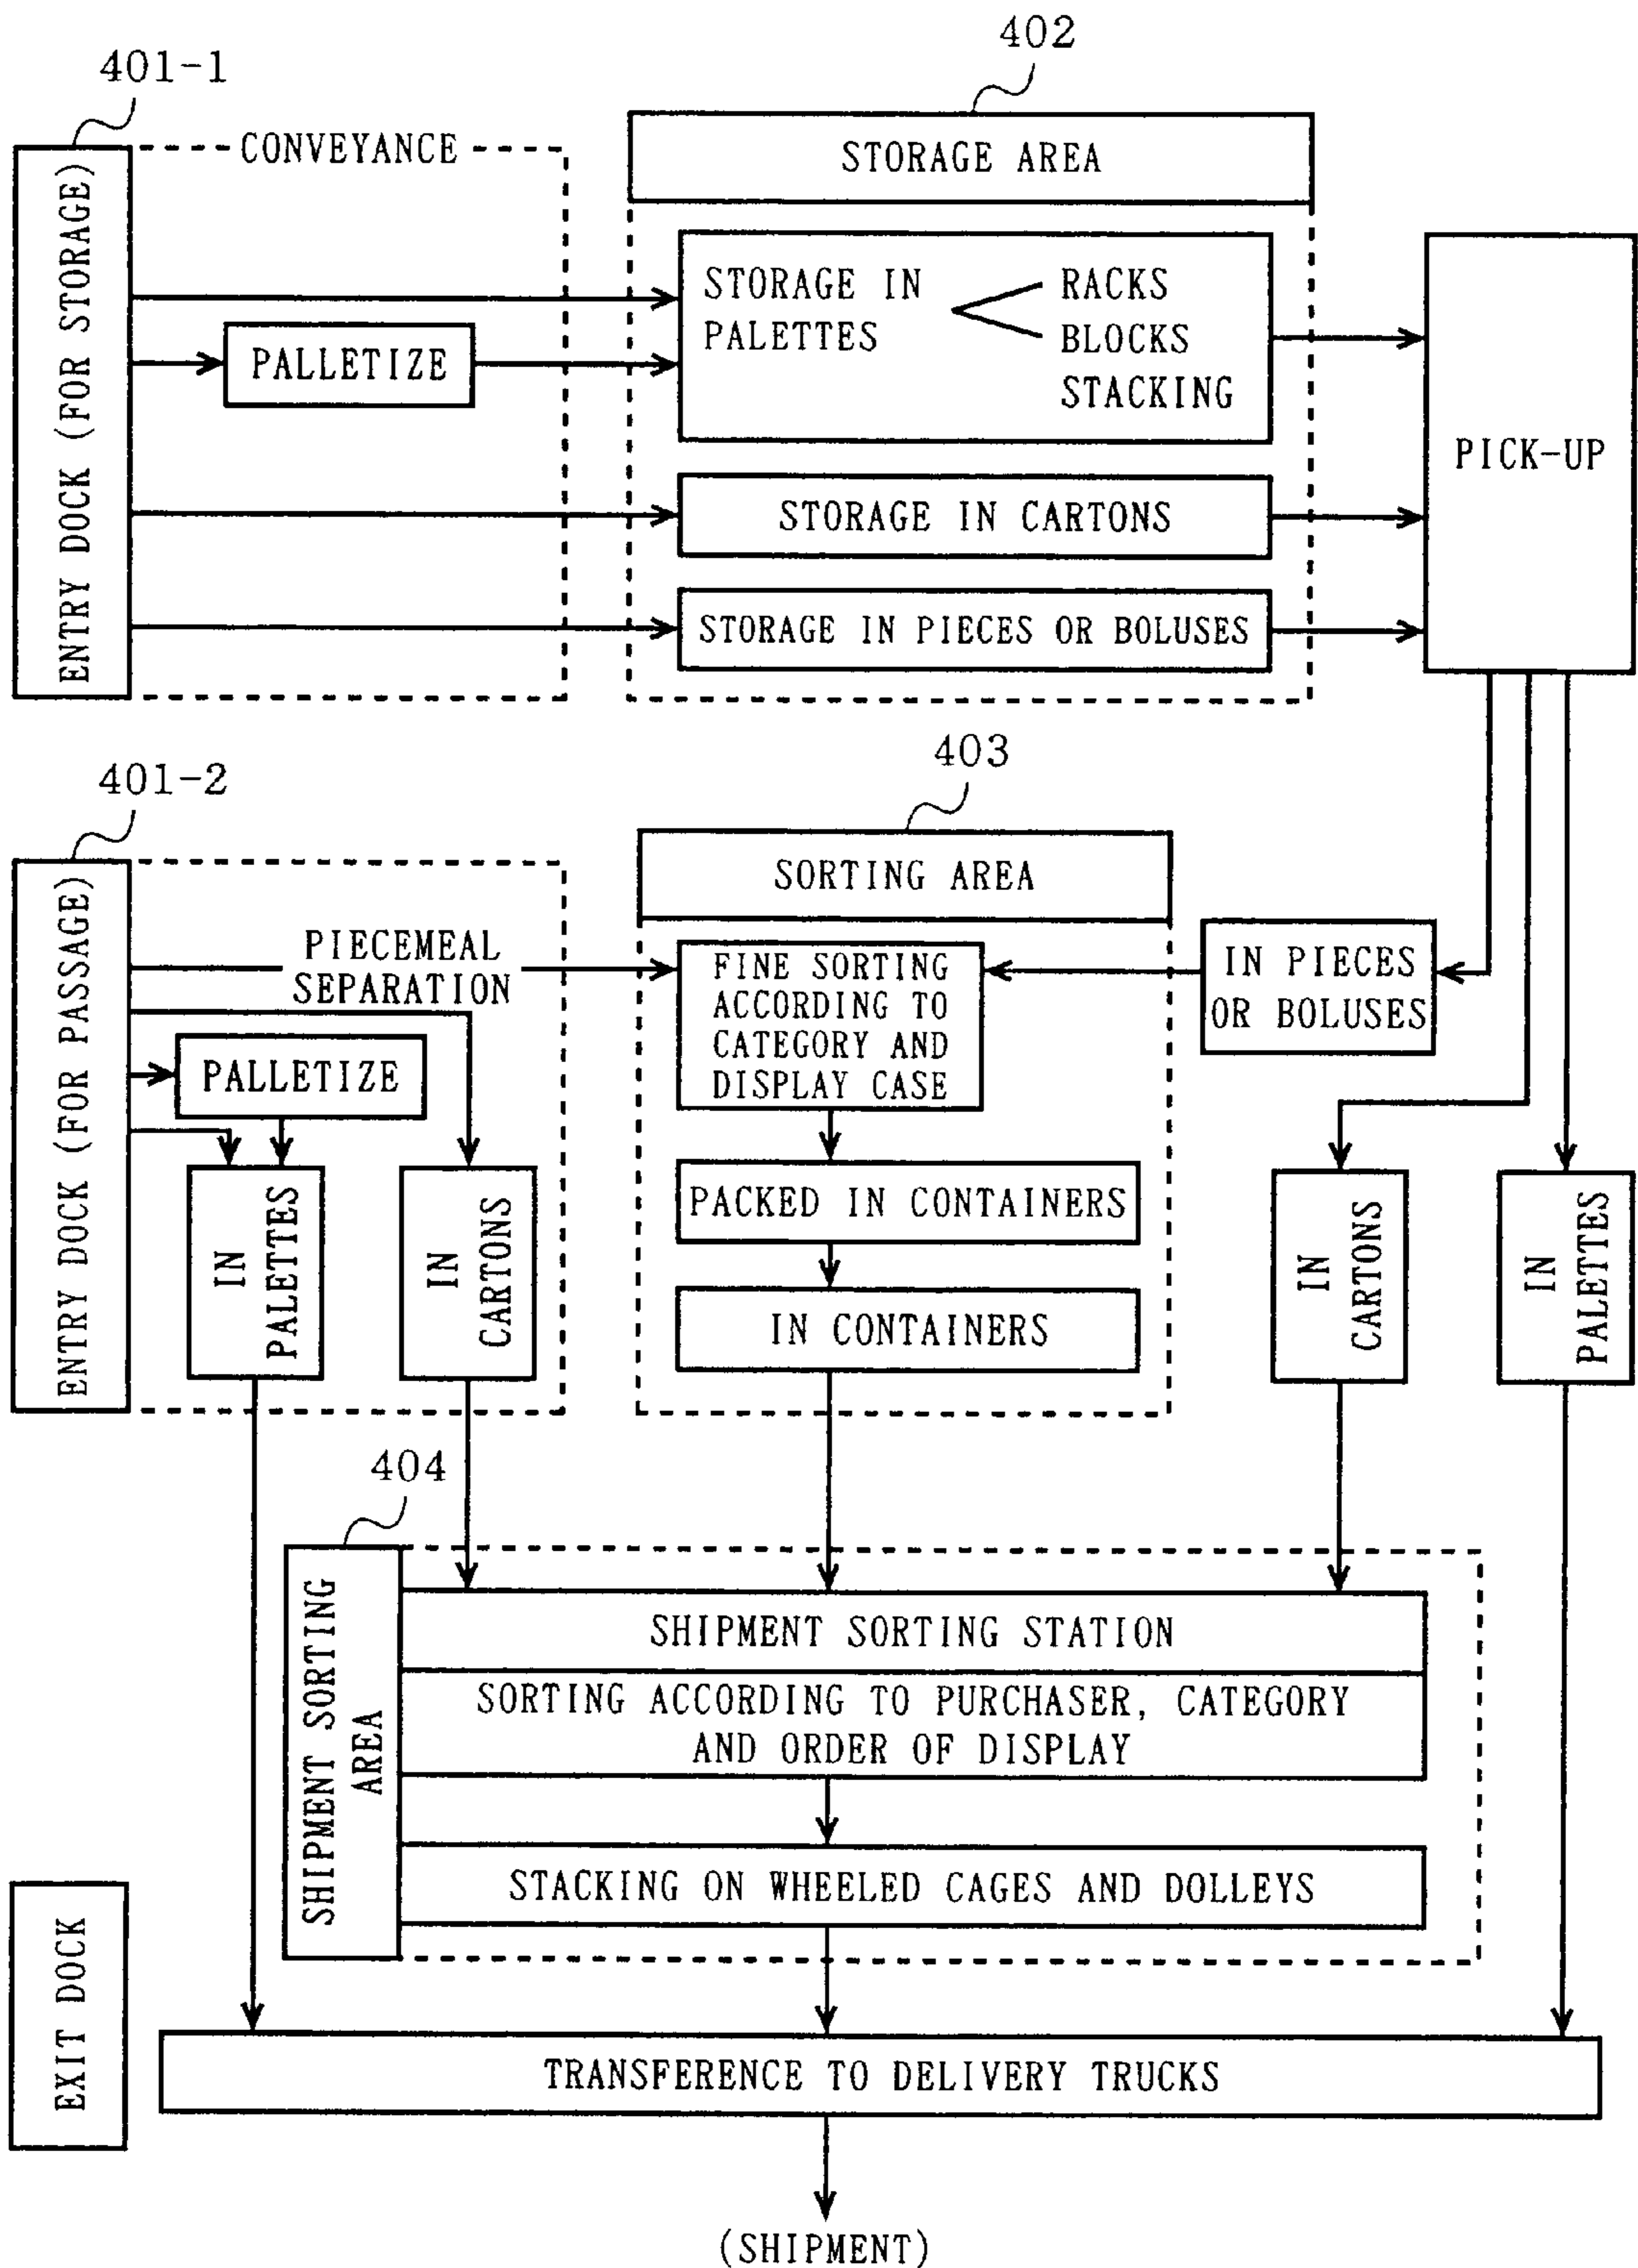 402
401-1
CONVEYANCE
STORAGE AREA
ENTRY DOCK (FOR STORAGE)
STORAGE IN
PALETTES
RACKS
BLOCKS
STACKING
PALLETIZE
PICK-UP
STORAGE IN CARTONS
STORAGE IN PIECES OR BOLUSES
403
401-2
SORTING AREA
ENTRY DOCK (FOR PASSAGE)
PIECEMEAL
SEPARATION
FINE SORTING
ACCORDING TO
CATEGORY AND
DISPLAY CASE
IN PIECES
OR BOLUSES
PALLETIZE
IN
PALETTES
IN
CARTONS
PACKED IN CONTAINERS
IN CONTAINERS
IN
CARTONS
IN
PALETTES
404
SHIPMENT SORTING
AREA
SHIPMENT SORTING STATION
SORTING ACCORDING TO PURCHASER, CATEGORY
AND ORDER OF DISPLAY
STACKING ON WHEELED CAGES AND DOLLEYS
EXIT DOCK
TRANSFERENCE TO DELIVERY TRUCKS
(SHIPMENT)